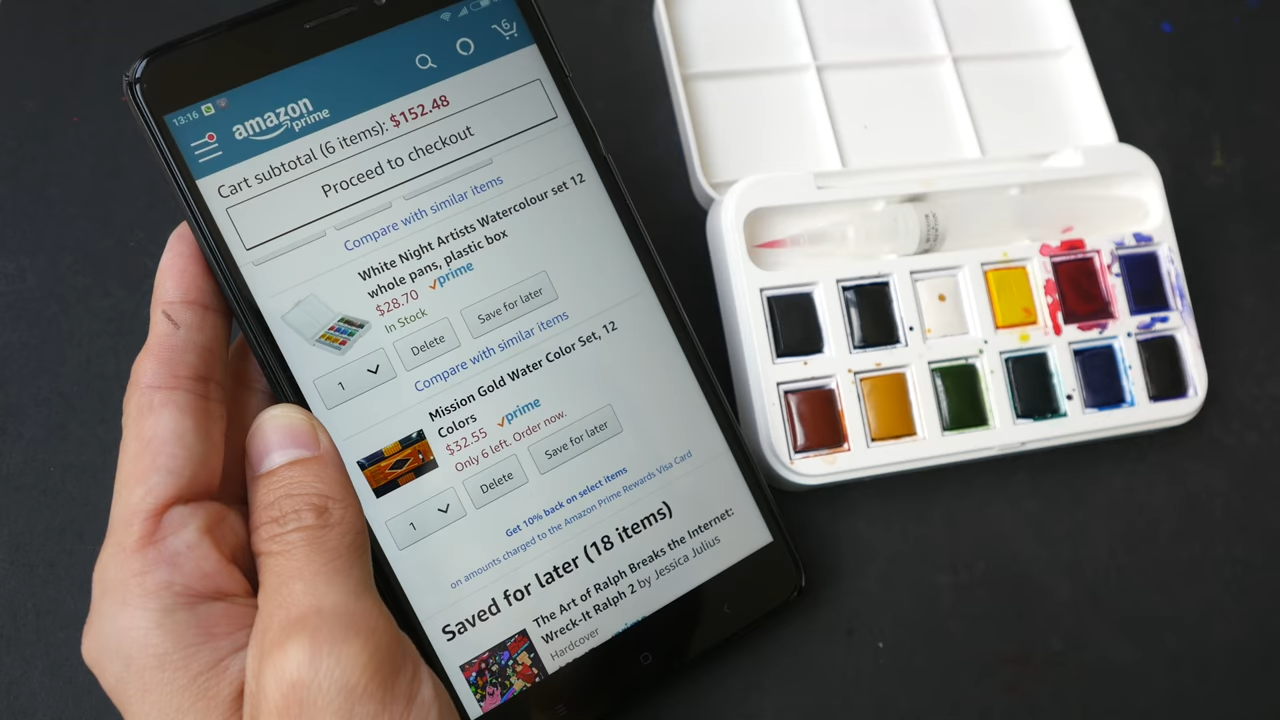 13:16
6
amazon
prime
Cart subtotal (6 items): $152.48
Proceed to checkout
Compare with similar items
White Night Artists Watercolour set 12
whole pans, plastic box
$28.70 prime
In Stock
1
Delete
Save for later
Compare with similar items
Mission Gold Water Color Set, 12
Colors
$32.55 prime
Only 6 left. Order now.
1
Delete
Save for later
Get 10% back on select items
on amounts charged to the Amazon Prime Rewards Visa Card
Saved for later (18 items)
The Art of Ralph Breaks the Internet:
Wreck-It Ralph 2 by Jessica Julius
Hardcover